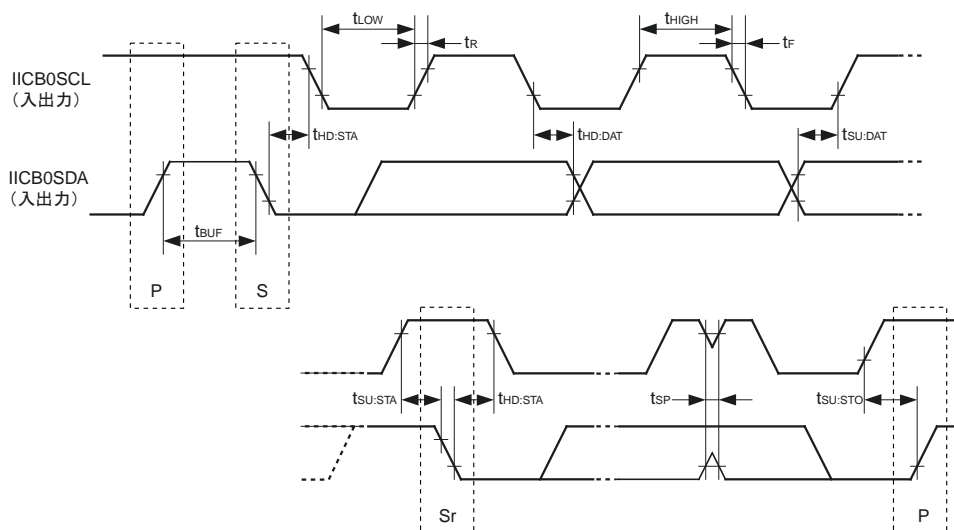 tLOW
tR
tHIGH
tF
IICB0SCL
（入出力）
tHD:STA
tHD:DAT
tSU:DAT
IICB0SDA
（入出力）
tBUF
P
S
tSU:STA
tHD:STA
tSP
tSU:STO
Sr
P